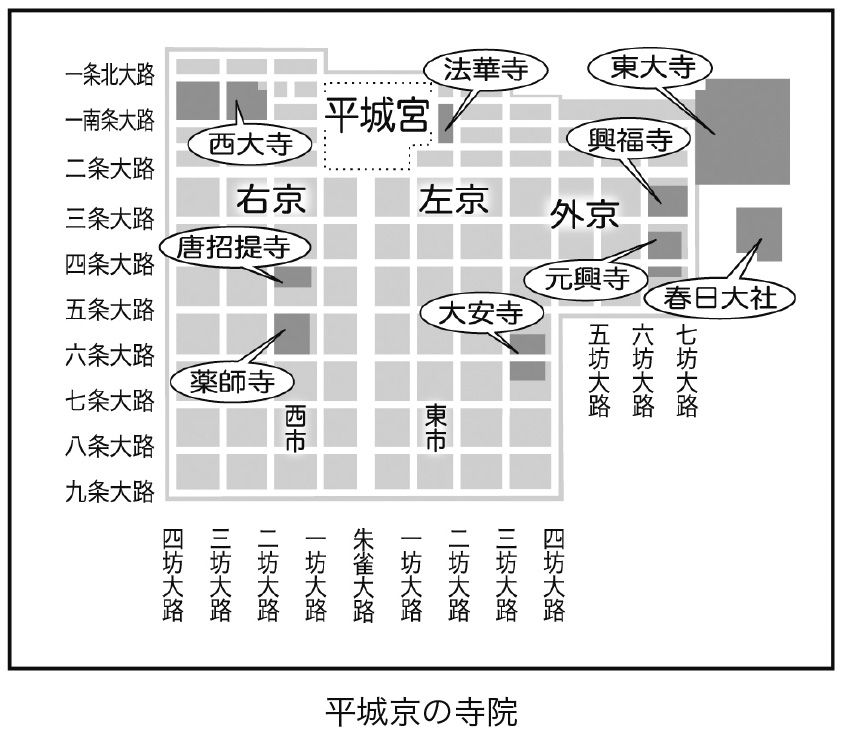 法華寺
東大寺
一条北大路
平城宮
一南条大路
興福寺
西大寺
二条大路
右京
左京
外京
三条大路
唐招提寺
四条大路
元興寺
春日大社
五条大路
大安寺
六条大路
薬師寺
五坊大路
六坊大路
七坊大路
七条大路
西市
東市
八条大路
九条大路
四坊大路
三坊大路
二坊大路
一坊大路
朱雀大路
一坊大路
二坊大路
三坊大路
四坊大路
平城京の寺院